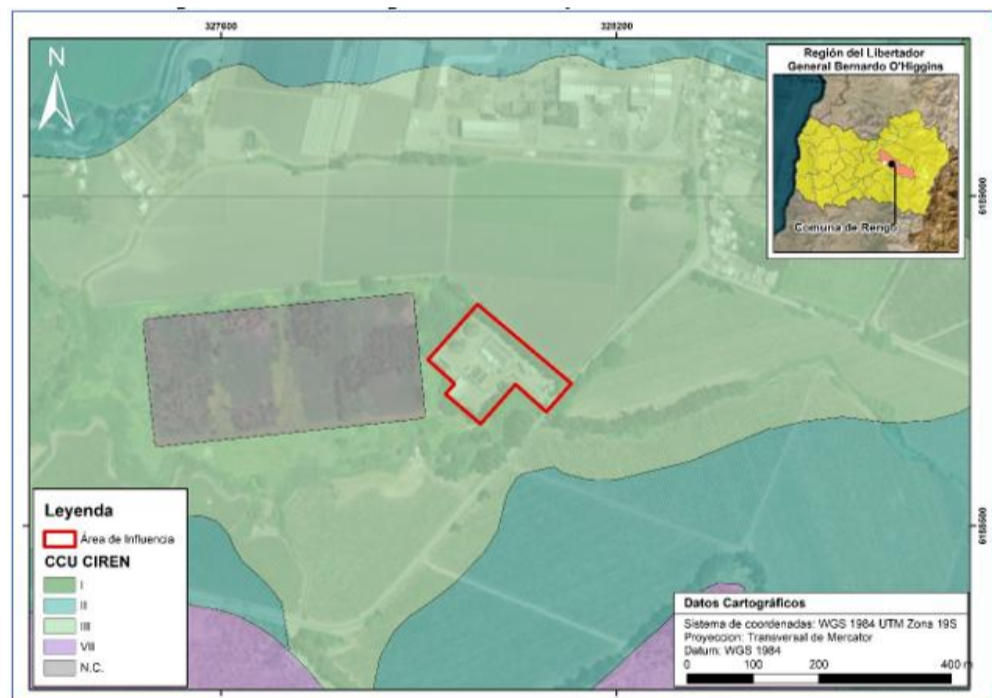 327600
328200
N
Región del Libertador
General Bernardo O'Higgins
Comuna de Rengo
6159000
6158500
Leyenda
Área de Influencia
CCU CIREN
I
II
III
VIII
N.C.
Datos Cartográficos
Sistema de coordenadas: WGS 1984 UTM Zona 19S
Proyeccion: Transversal de Mercator
Datum: WGS 1984
0 100 200 400 m